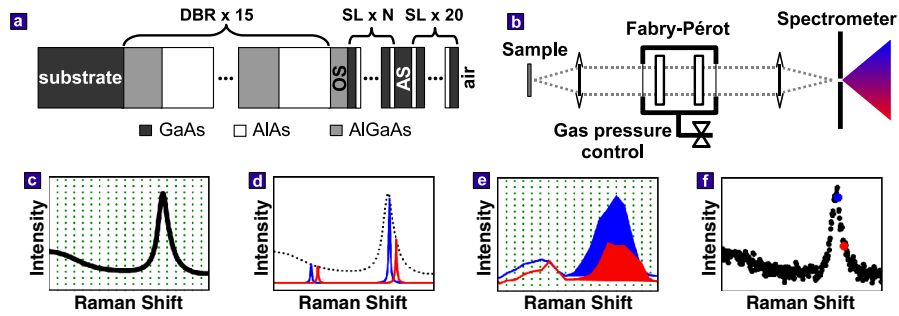 a
DBR x 15
SL x N
SL x 20
substrate
OS
AS
air
GaAs
AlAs
AlGaAs
b
Sample
Fabry-Pérot
Spectrometer
Gas pressure
control
c
Intensity
Raman Shift
d
Intensity
Raman Shift
e
Intensity
Raman Shift
f
Intensity
Raman Shift